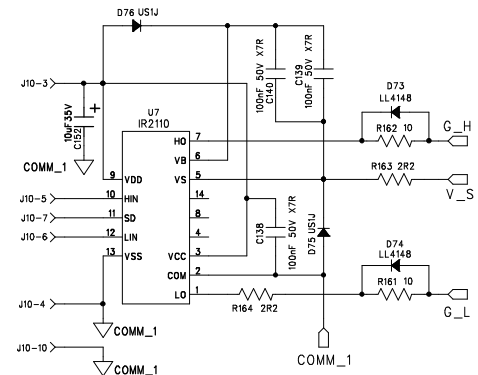 D76 US1J
J10-3
10uF35V
C152
+
COMM_1
U7
IR2110
100nF 50V X7R
C140
100nF 50V X7R
C139
D73
LL4148
R162 10
G_H
HO 7
VB 6
VS 5
R163 2R2
V_S
9 VDD
J10-5
10 HIN
14
J10-7
11 SD
8
J10-6
12 LIN
4
13 VSS
VCC 3
COM 2
LO 1
C138
100nF 50V X7R
D75 US1J
D74
LL4148
R161 10
G_L
R164 2R2
J10-4
COMM_1
J10-10
COMM_1
COMM_1